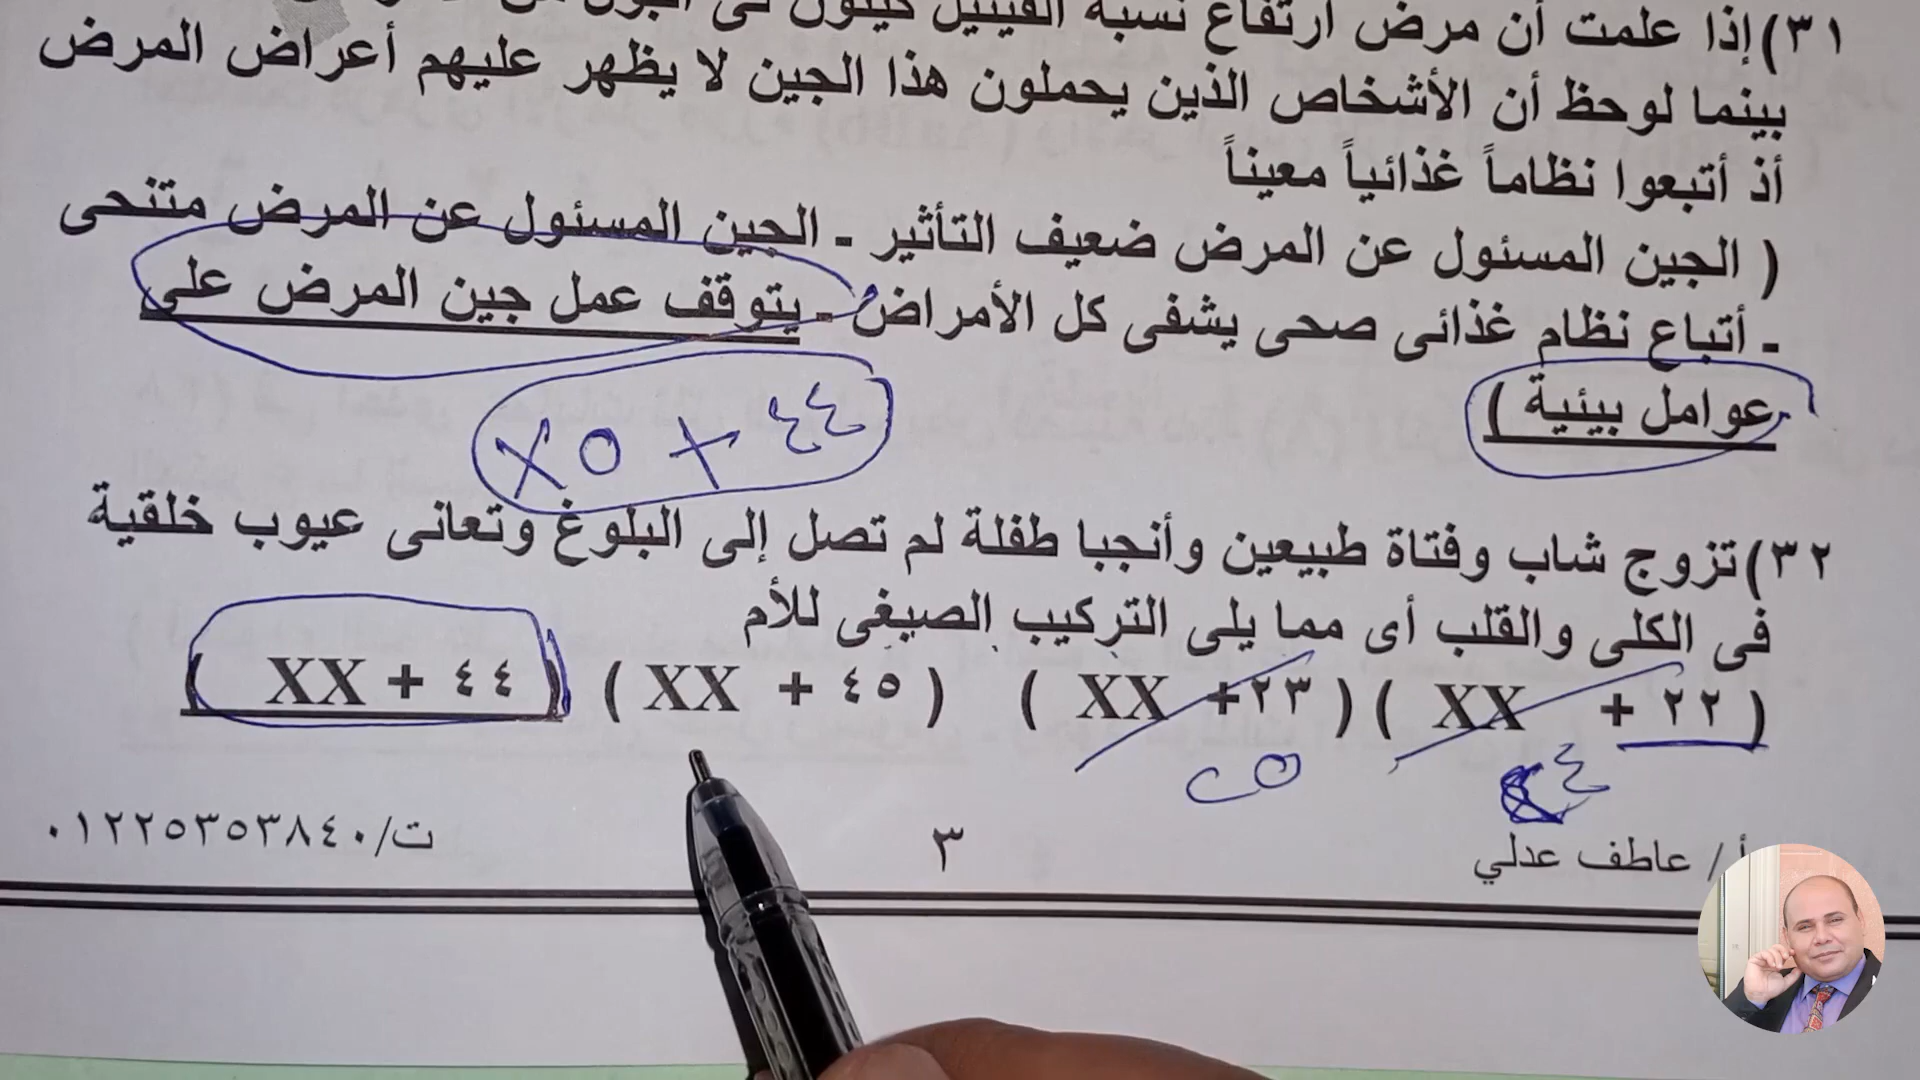 ٣١)إذا علمت أن مرض ارتفاع نسبة الفينيل كيتون فى البول
بينما لوحظ أن الأشخاص الذين يحملون هذا الجين لا يظهر عليهم أعراض المرض
أذ أتبعوا نظاماً غذائياً معيناً
( الجين المسئول عن المرض ضعيف التأثير - الجين المسئول عن المرض متنحى
- أتباع نظام غذائى صحى يشفى كل الأمراض - يتوقف عمل جين المرض على
عوامل بيئية )
٤٤ + XO
٣٢)تزوج شاب وفتاة طبيعين وأنجبا طفلة لم تصل إلى البلوغ وتعانى عيوب خلقية
فى الكلى والقلب أى مما يلى التركيب الصبغى للأم
( ٢٢ + XX ) ( ٢٣+ XX ) ( ٤٥ + XX ) ( ٤٤ + XX )
أ / عاطف عدلي ٣ ت/٠١٢٢٥٣٥٣٨٤٠